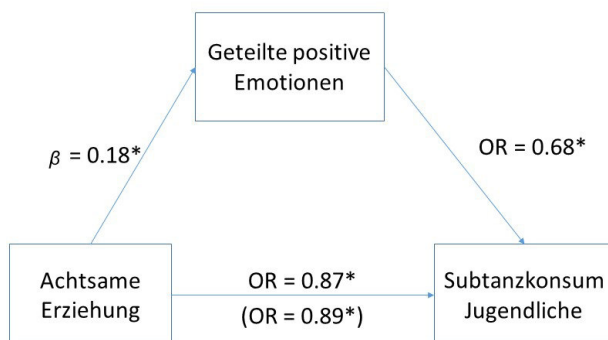 Geteilte positive
Emotionen
β = 0.18*
OR = 0.68*
Achtsame
Erziehung
OR = 0.87*
(OR = 0.89*)
Subtanzkonsum
Jugendliche